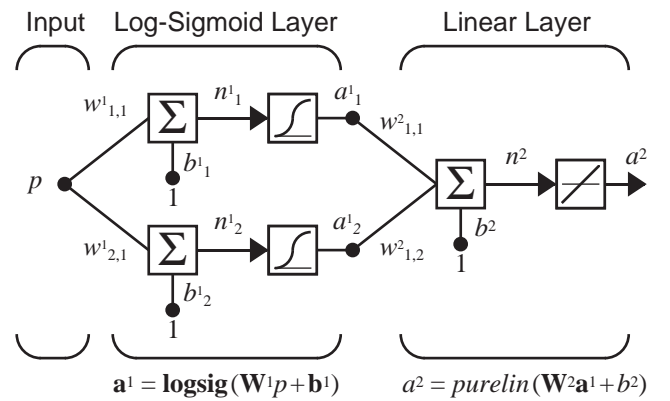 Input Log-Sigmoid Layer Linear Layer
w¹₁,₁ Σ n¹₁ a¹₁ w²₁,₁
b¹₁
1
p Σ n² a²
w¹₂,₁ Σ n¹₂ a¹₂ w²₁,₂ b²
1
b¹₂
1
a¹ = logsig(W¹p+b¹) a² = purelin(W²a¹+b²)